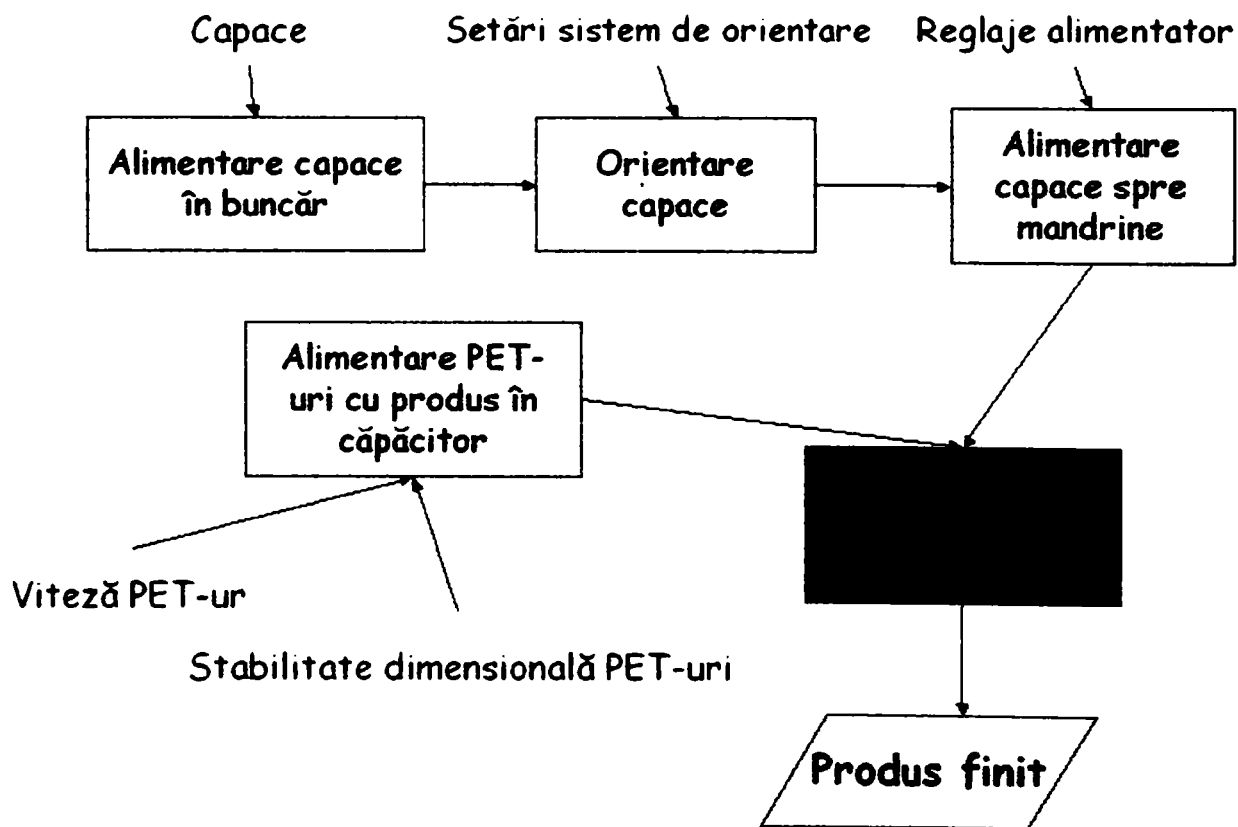 Capace
Setări sistem de orientare
Reglaje alimentator
Alimentare capace
în buncăr
Orientare
capace
Alimentare
capace spre
mandrine
Alimentare PET-
uri cu produs în
căpăcitor
Viteză PET-ur
Stabilitate dimensională PET-uri
Produs finit